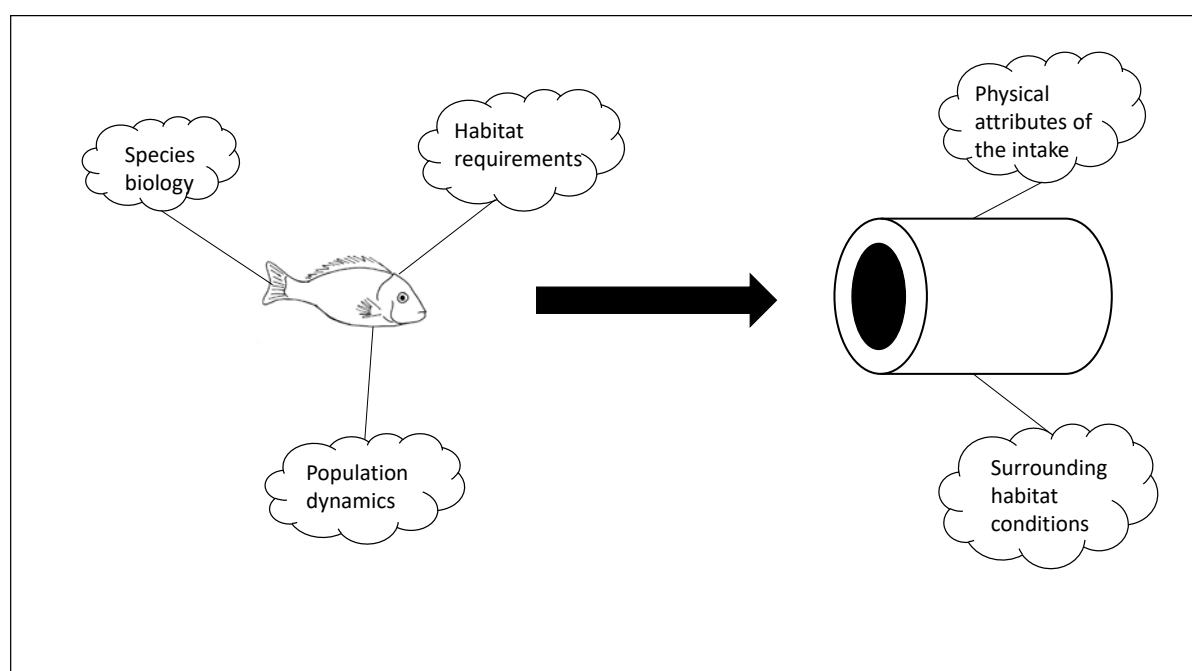 Species
biology
Habitat
requirements
Population
dynamics
Physical
attributes of
the intake
Surrounding
habitat
conditions